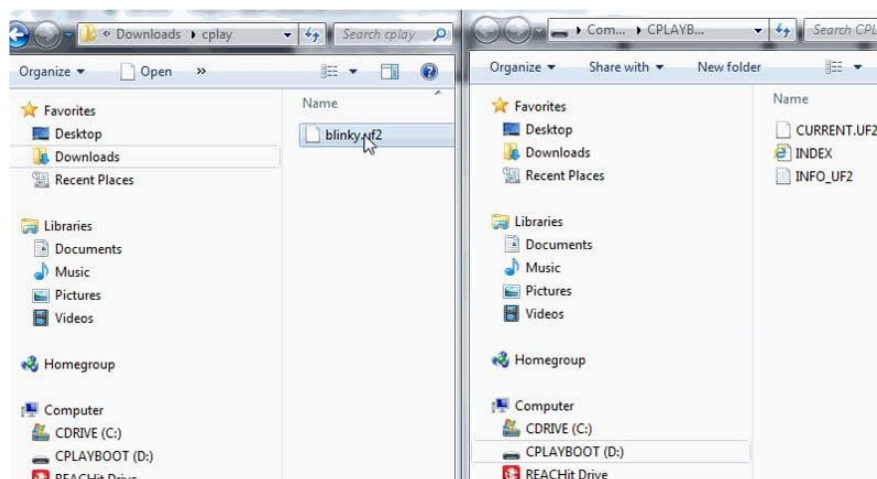 « Downloads ▸ cplay
Search cplay
Organize ▾
Open
»
Favorites
Desktop
Downloads
Recent Places
Libraries
Documents
Music
Pictures
Videos
Homegroup
Computer
CDRIVE (C:)
CPLAYBOOT (D:)
REACHit Drive
Name
blinky.uf2
▸ Com... ▸ CPLAYB...
Search CPL
Organize ▾
Share with ▾
New folder
Favorites
Desktop
Downloads
Recent Places
Libraries
Documents
Music
Pictures
Videos
Homegroup
Computer
CDRIVE (C:)
CPLAYBOOT (D:)
REACHit Drive
Name
CURRENT.UF2
INDEX
INFO_UF2